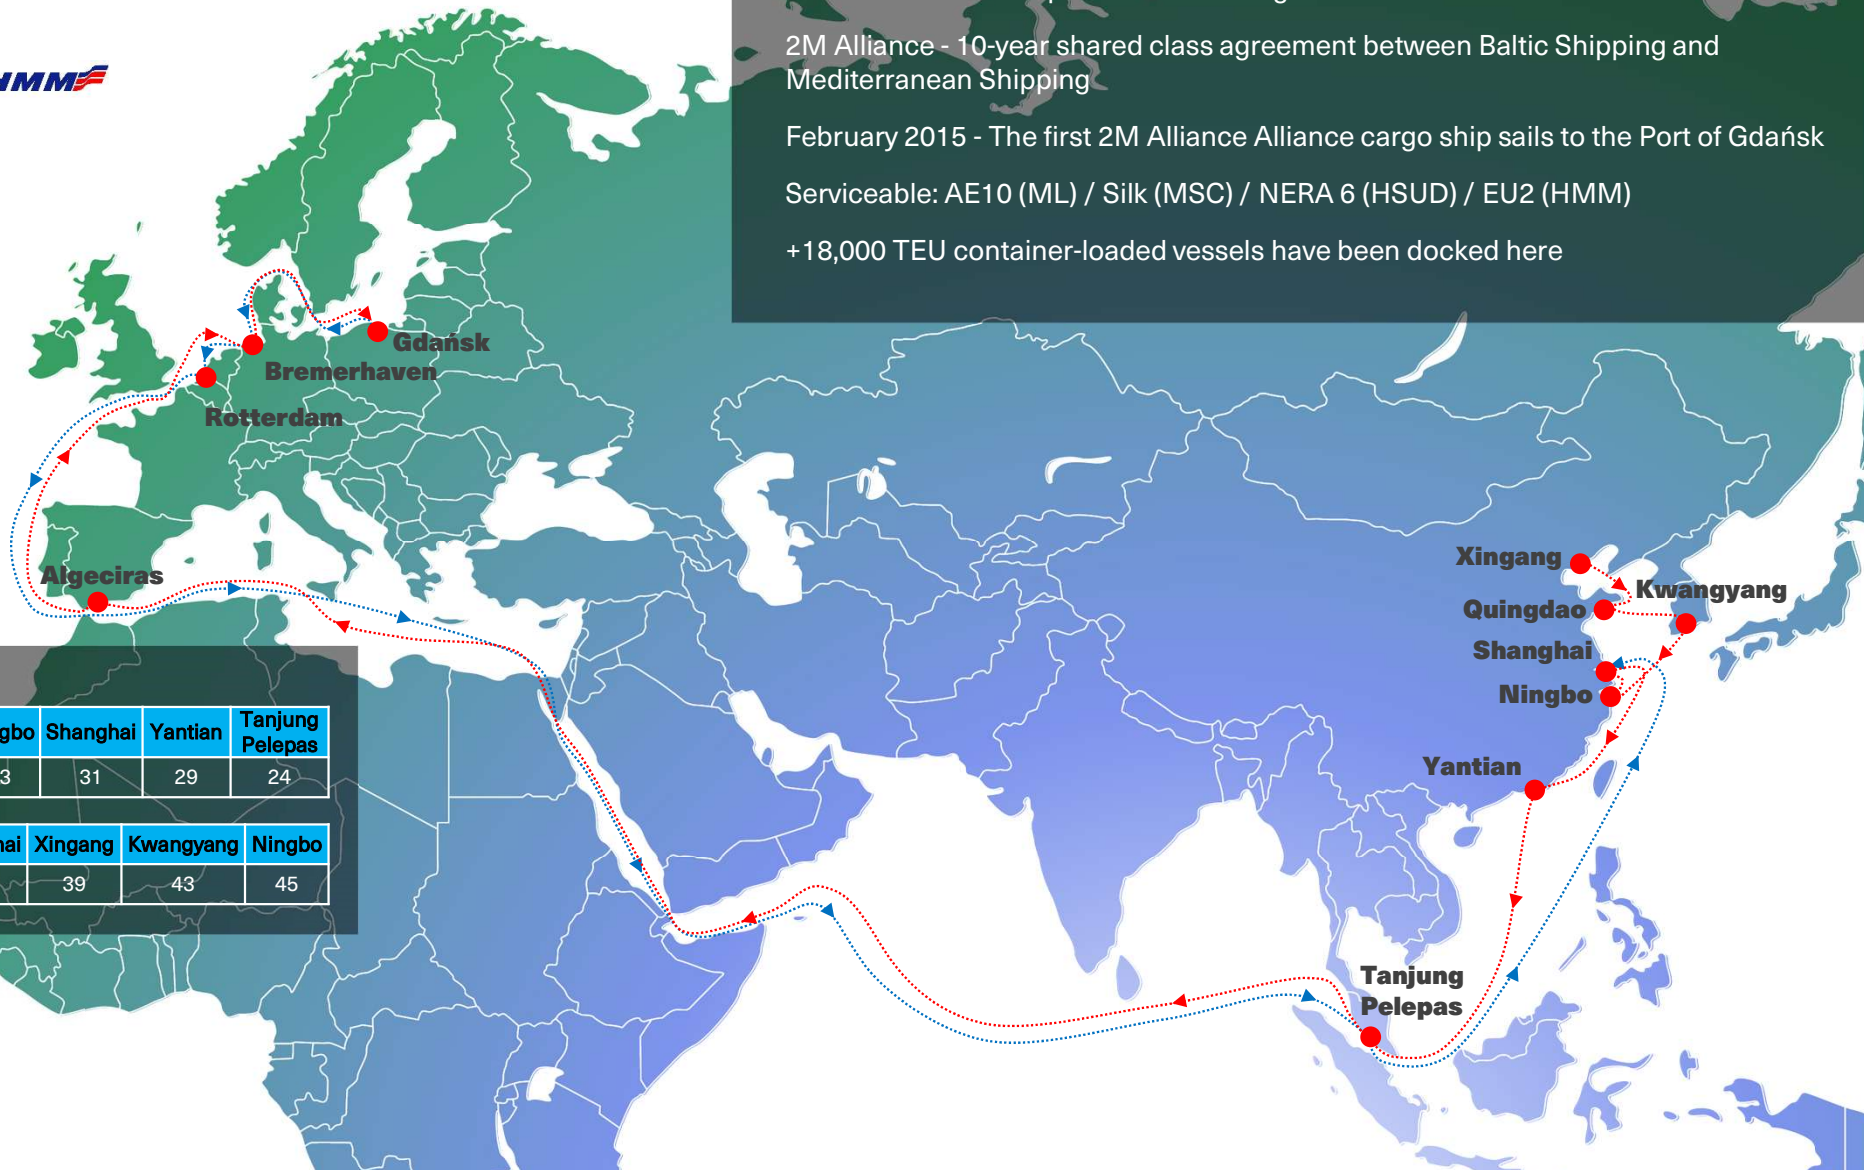 HMM
2M Alliance - 10-year shared class agreement between Baltic Shipping and
Mediterranean Shipping
February 2015 - The first 2M Alliance Alliance cargo ship sails to the Port of Gdańsk
Serviceable: AE10 (ML) / Silk (MSC) / NERA 6 (HSUD) / EU2 (HMM)
+18,000 TEU container-loaded vessels have been docked here
Gdańsk
Bremerhaven
Rotterdam
Algeciras
Xingang
Kwangyang
Quingdao
Shanghai
Ningbo
Yantian
Tanjung
Pelepas
gbo Shanghai Yantian Tanjung Pelepas
3 31 29 24
ai Xingang Kwangyang Ningbo
39 43 45